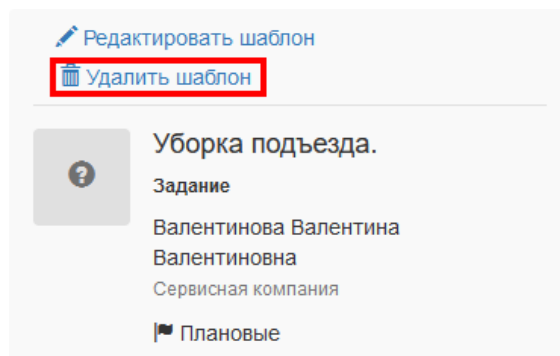 Редактировать шаблон
Удалить шаблон
Уборка подъезда.
Задание
Валентинова Валентина
Валентиновна
Сервисная компания
Плановые